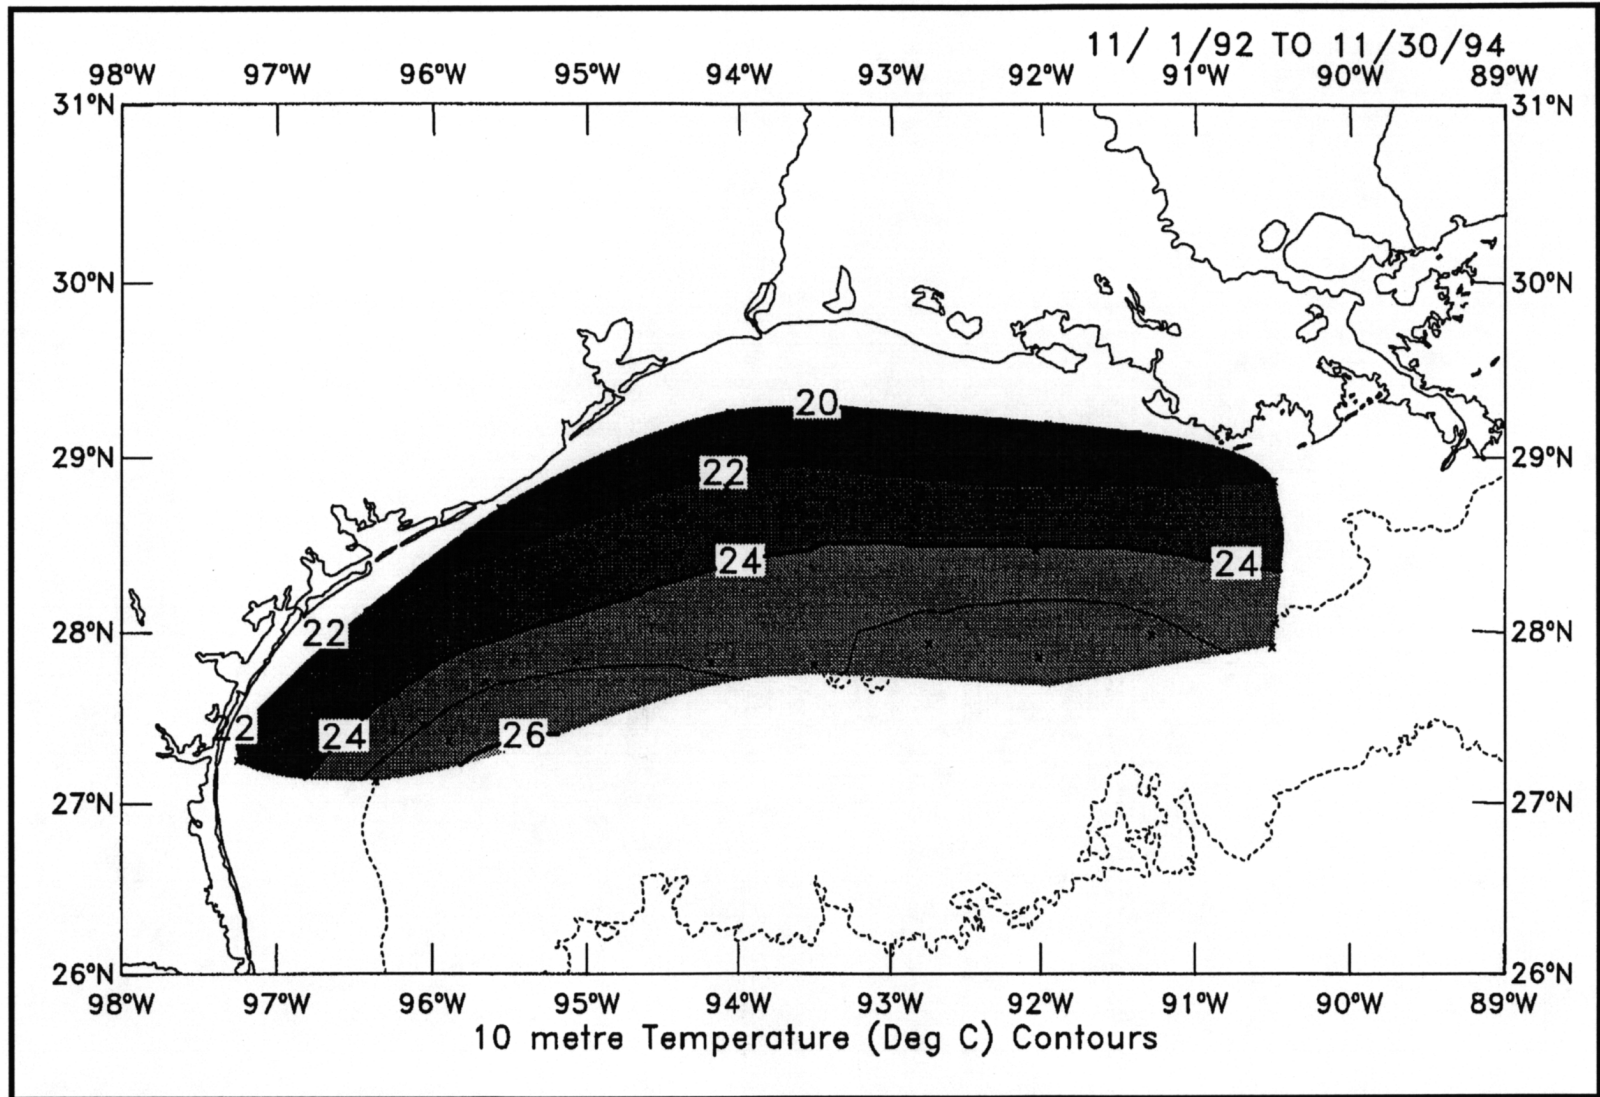 11/ 1/92 TO 11/30/94
98°W 97°W 96°W 95°W 94°W 93°W 92°W 91°W 90°W 89°W
31°N 31°N
30°N 30°N
20
29°N 22 29°N
24 24
22
28°N 28°N
22
24 26
27°N 27°N
26°N 26°N
98°W 97°W 96°W 95°W 94°W 93°W 92°W 91°W 90°W 89°W
10 metre Temperature (Deg C) Contours